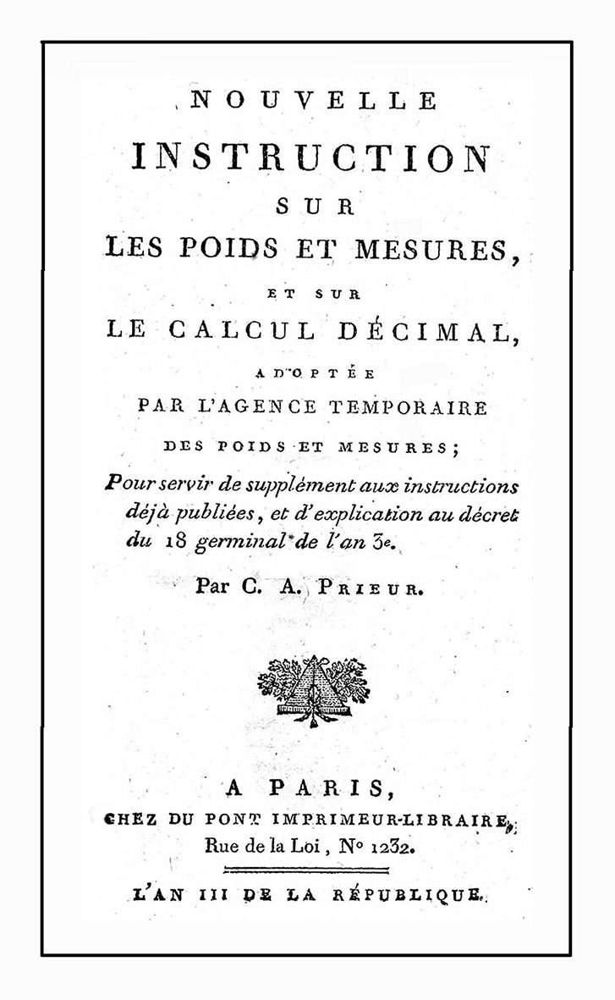 NOUVELLE
INSTRUCTION
SUR
LES POIDS ET MESURES,
ET SUR
LE CALCUL DÉCIMAL,
ADOPTÉE
PAR L'AGENCE TEMPORAIRE
DES POIDS ET MESURES;
Pour servir de supplément aux instructions
déjà publiées, et d'explication au décret
du 18 germinal de l'an 3e.
Par C. A. PRIEUR.
A PARIS,
CHEZ DU PONT IMPRIMEUR-LIBRAIRE,
Rue de la Loi, No 1232.
L'AN III DE LA RÉPUBLIQUE.